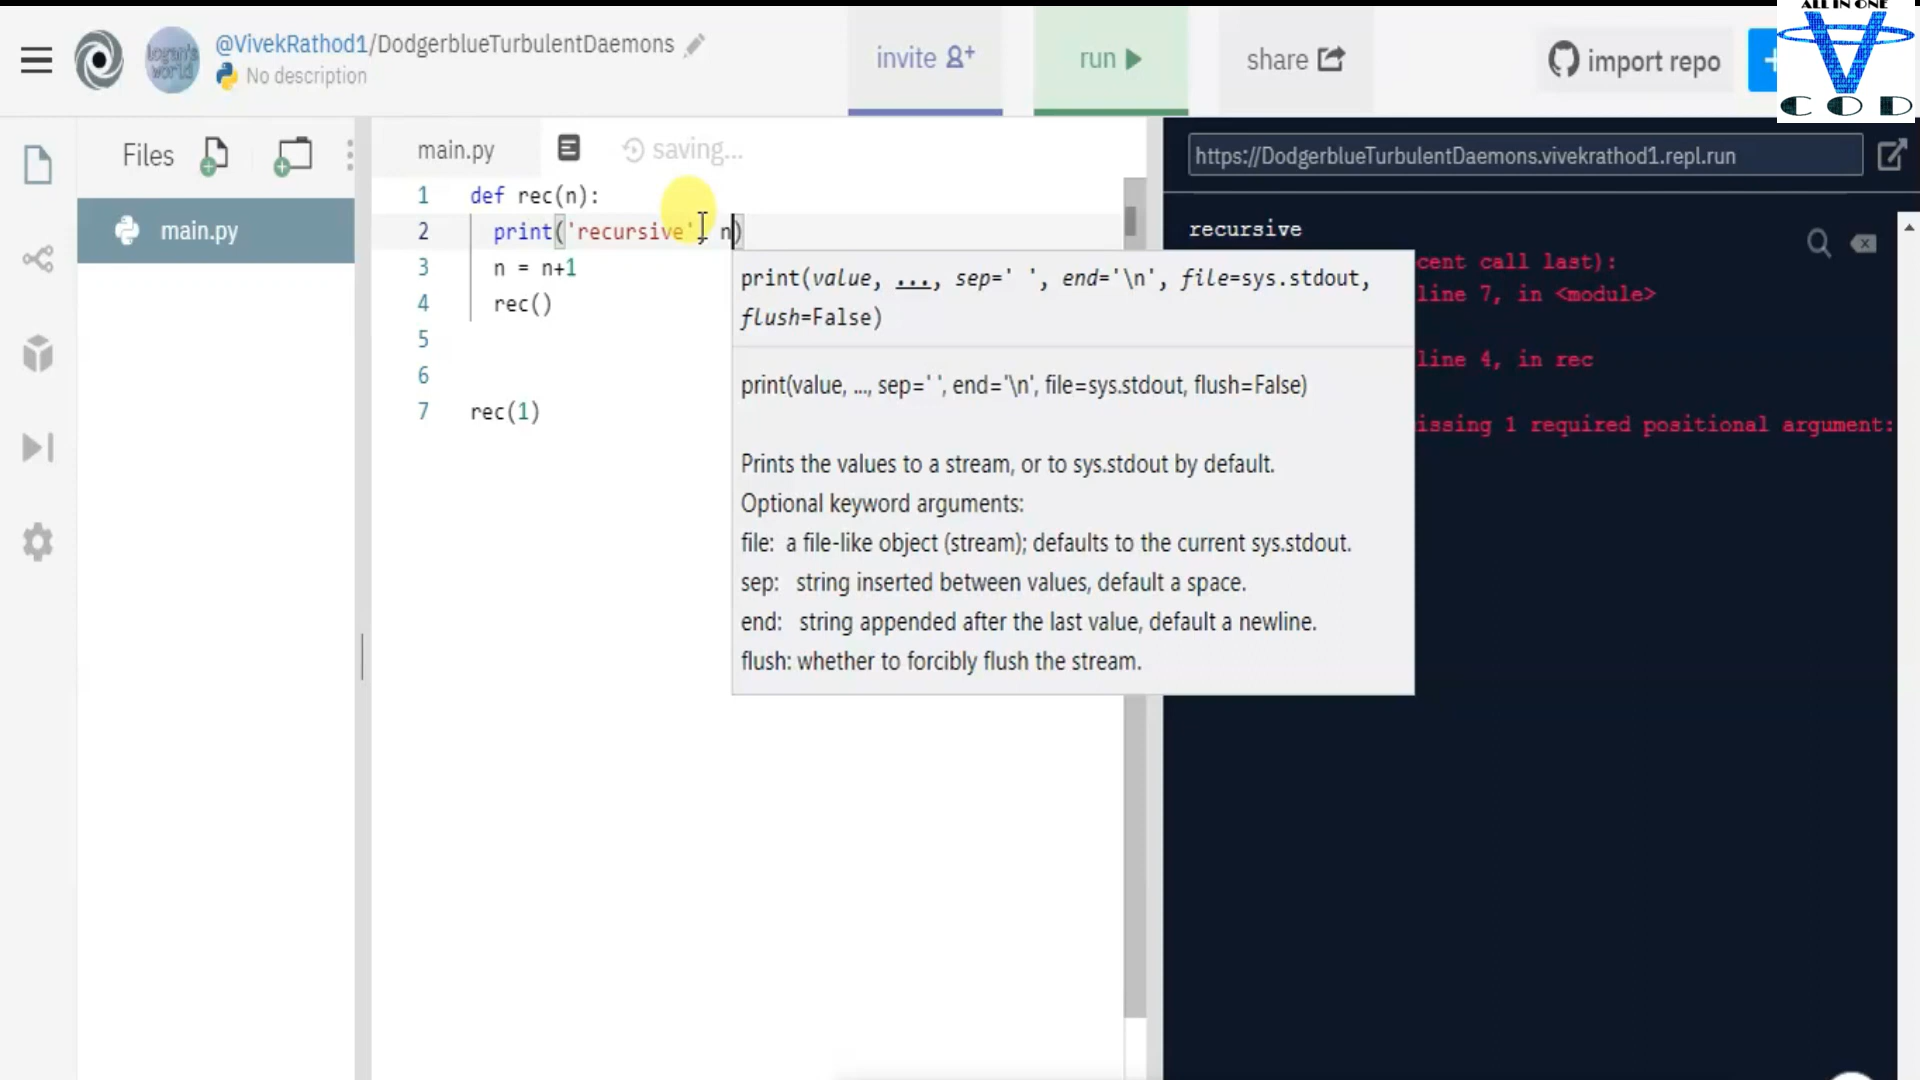 ALL IN ONE
COD
@VivekRathod1/DodgerblueTurbulentDaemons
No description
logan's world
invite
run
share
import repo
Files
main.py
main.py
saving...
https://DodgerblueTurbulentDaemons.vivekrathod1.repl.run
1 def rec(n):
2 print('recursive', n)
3 n = n+1
4 rec()
5
6
7 rec(1)
print(value, ..., sep=' ', end='\n', file=sys.stdout,
flush=False)
print(value, ..., sep=' ', end='\n', file=sys.stdout, flush=False)
Prints the values to a stream, or to sys.stdout by default.
Optional keyword arguments:
file: a file-like object (stream); defaults to the current sys.stdout.
sep: string inserted between values, default a space.
end: string appended after the last value, default a newline.
flush: whether to forcibly flush the stream.
recursive
cent call last):
line 7, in <module>
line 4, in rec
issing 1 required positional argument: